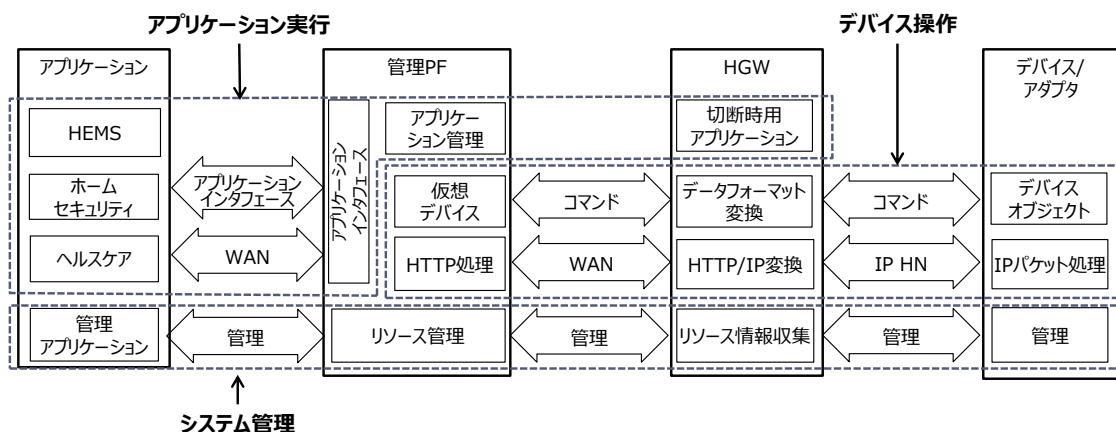 アプリケーション実行
デバイス操作
アプリケーション
管理PF
HGW
デバイス/
アダプタ
HEMS
ホーム
セキュリティ
ヘルスケア
管理
アプリケーション
アプリケーション
インタフェース
WAN
管理
アプリケーション
インタフェース
アプリケー
ション管理
仮想
デバイス
HTTP処理
リソース管理
コマンド
WAN
管理
切断時用
アプリケーション
データフォーマット
変換
HTTP/IP変換
リソース情報収集
コマンド
IP HN
管理
デバイス
オブジェクト
IPパケット処理
管理
システム管理